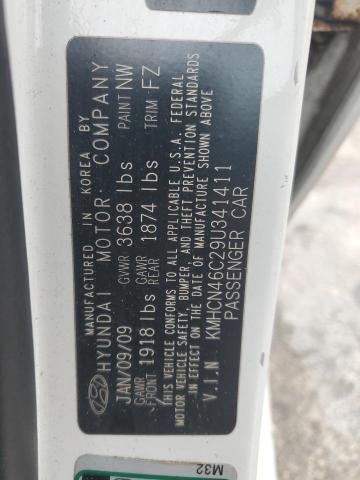 MANUFACTURED IN KOREA BY
HYUNDAI MOTOR COMPANY
JAN/09/09 GVWR 3638 lbs PAINT NW
GAWR FRONT 1918 lbs GAWR REAR 1874 lbs TRIM FZ
THIS VEHICLE CONFORMS TO ALL APPLICABLE U.S.A. FEDERAL
MOTOR VEHICLE SAFETY, BUMPER, AND THEFT PREVENTION STANDARDS
IN EFFECT ON THE DATE OF MANUFACTURE SHOWN ABOVE
V.I.N KMHCN46C29U341411
PASSENGER CAR
M32